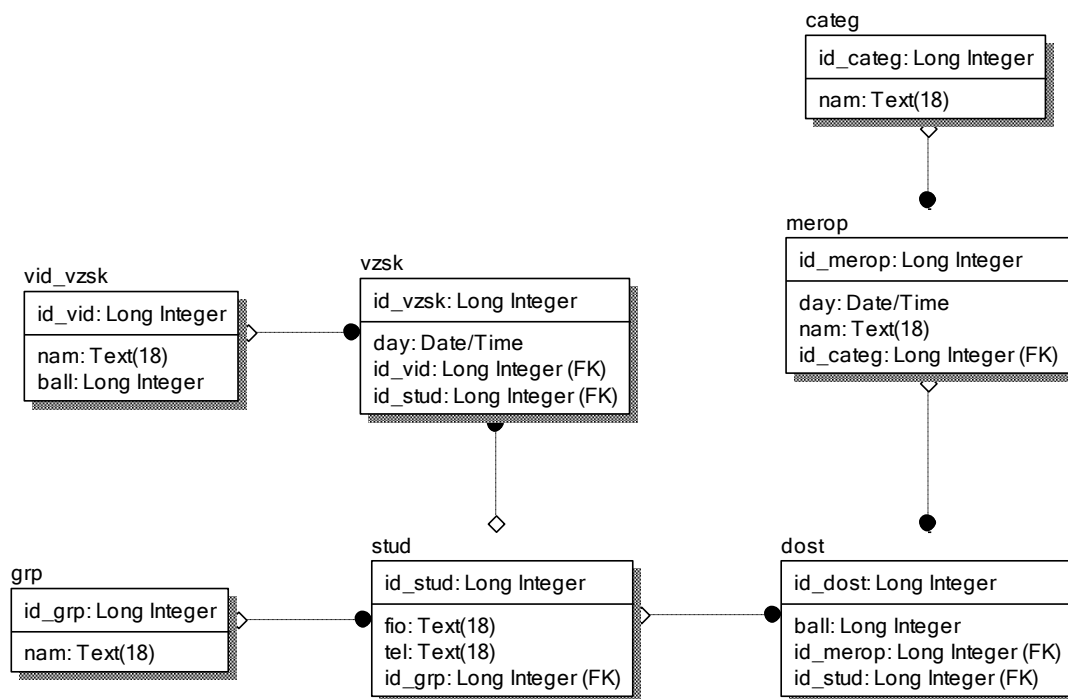 categ
id_categ: Long Integer
nam: Text(18)
merop
id_merop: Long Integer
day: Date/Time
nam: Text(18)
id_categ: Long Integer (FK)
vid_vzsk
id_vid: Long Integer
nam: Text(18)
ball: Long Integer
vzsk
id_vzsk: Long Integer
day: Date/Time
id_vid: Long Integer (FK)
id_stud: Long Integer (FK)
grp
id_grp: Long Integer
nam: Text(18)
stud
id_stud: Long Integer
fio: Text(18)
tel: Text(18)
id_grp: Long Integer (FK)
dost
id_dost: Long Integer
ball: Long Integer
id_merop: Long Integer (FK)
id_stud: Long Integer (FK)